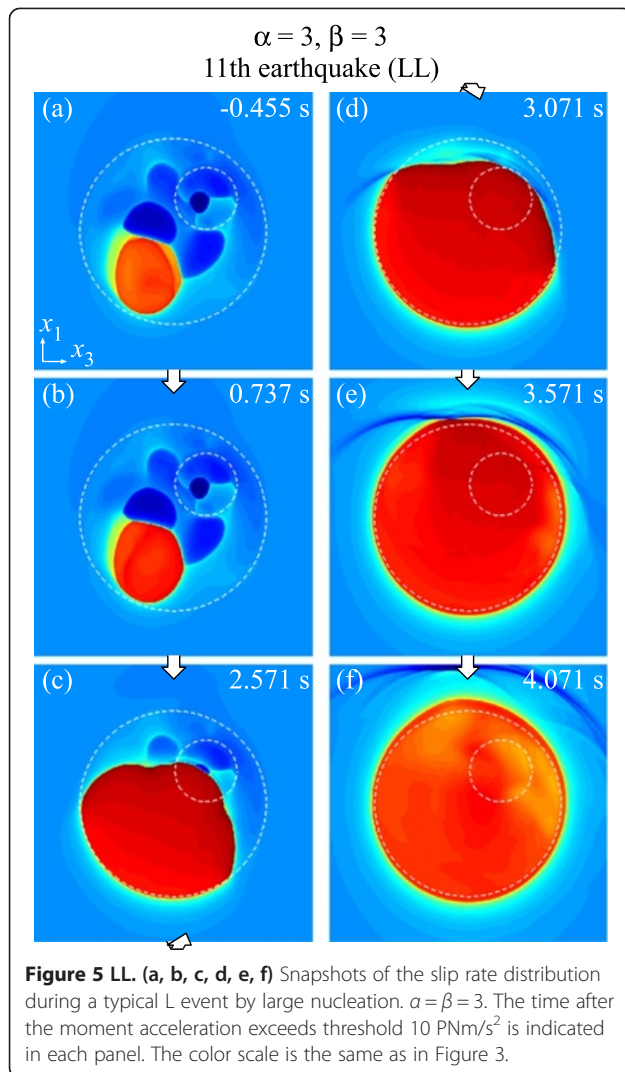 α = 3, β = 3
11th earthquake (LL)
(a) -0.455 s
x1
x3
(b) 0.737 s
(c) 2.571 s
(d) 3.071 s
(e) 3.571 s
(f) 4.071 s
Figure 5 LL. (a, b, c, d, e, f) Snapshots of the slip rate distribution
during a typical L event by large nucleation. α = β = 3. The time after
the moment acceleration exceeds threshold 10 PNm/s² is indicated
in each panel. The color scale is the same as in Figure 3.